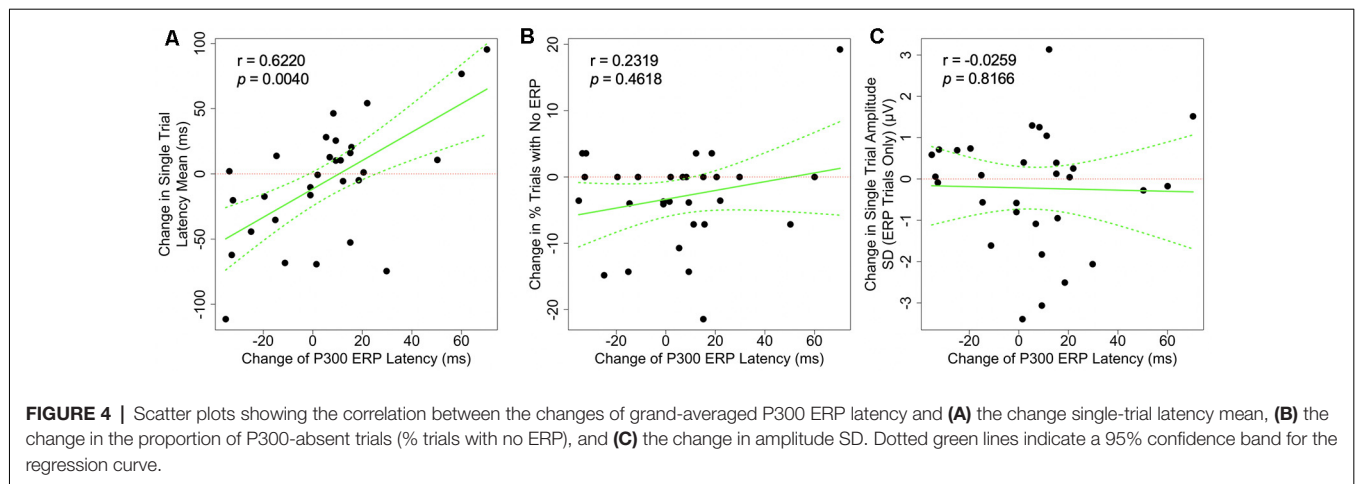 A
r = 0.6220
p = 0.0040
100
50
0
-50
-100
Change in Single Trial
Latency Mean (ms)
-20 0 20 40 60
Change of P300 ERP Latency (ms)
B
r = 0.2319
p = 0.4618
20
10
0
-10
-20
Change in % Trials with No ERP
-20 0 20 40 60
Change of P300 ERP Latency (ms)
C
r = -0.0259
p = 0.8166
3
2
1
0
-1
-2
-3
Change in Single Trial Amplitude
SD (ERP Trials Only) (μV)
-20 0 20 40 60
Change of P300 ERP Latency (ms)
FIGURE 4 | Scatter plots showing the correlation between the changes of grand-averaged P300 ERP latency and (A) the change single-trial latency mean, (B) the
change in the proportion of P300-absent trials (% trials with no ERP), and (C) the change in amplitude SD. Dotted green lines indicate a 95% confidence band for the
regression curve.